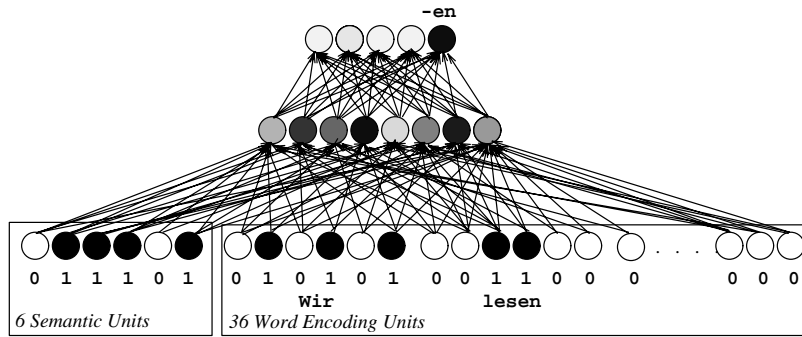 -en
0 1 1 1 0 1 0 1 0 1 0 1 0 0 1 1 0 0 0 . . . . 0 0 0
Wir lesen
6 Semantic Units 36 Word Encoding Units